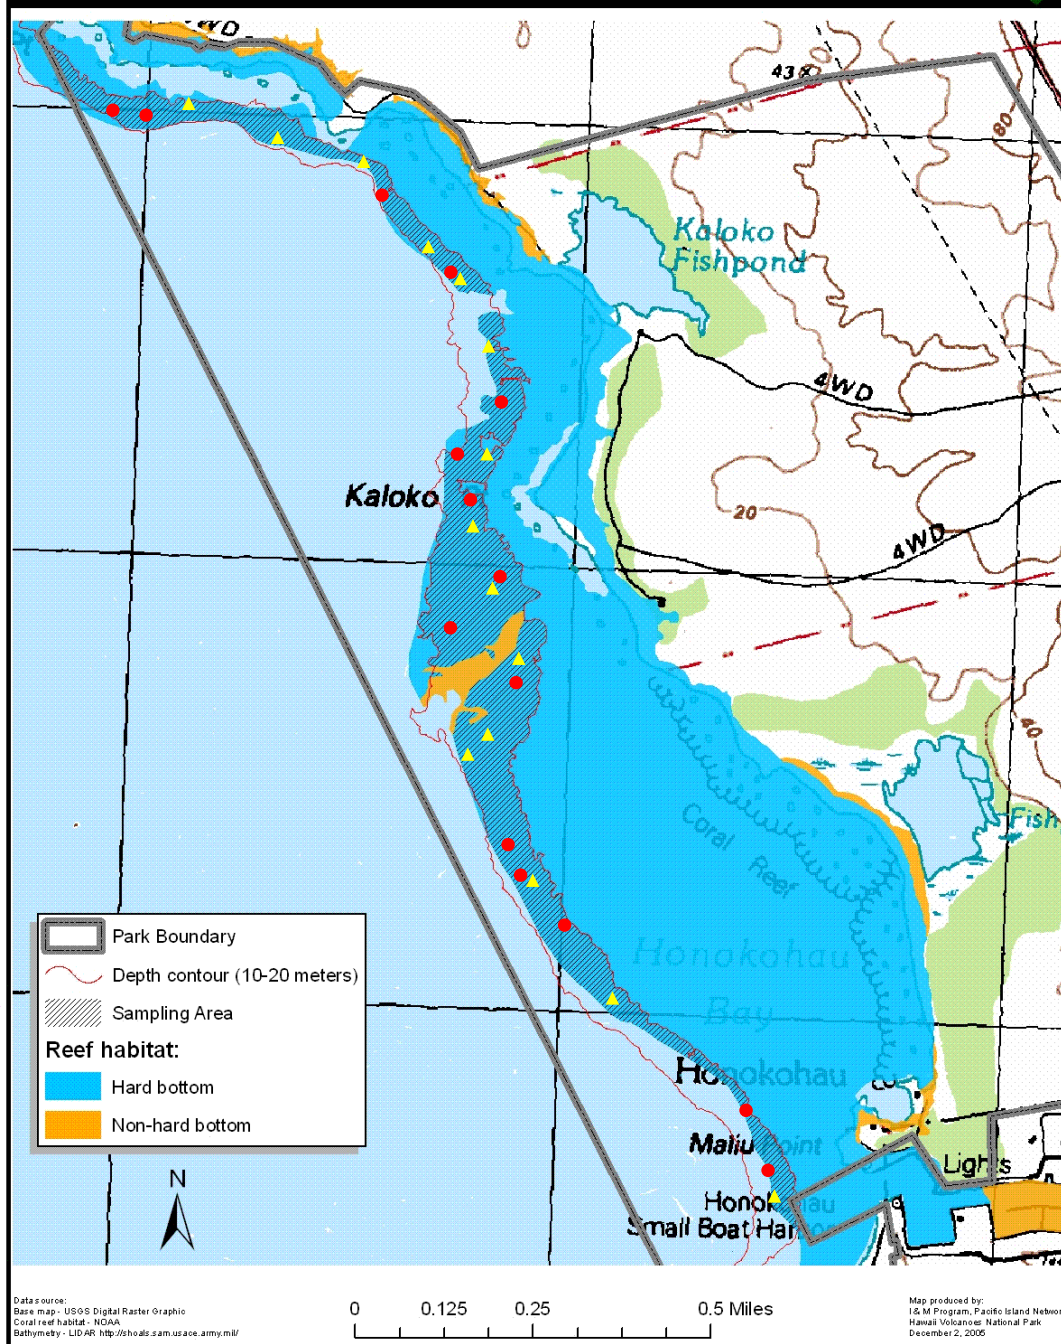 WD
43 x
80
Kaloko
Fishpond
4WD
Kaloko
20
4WD
40
Fish
Coral Reef
Honokohau
Bay
Honokohau
Maliu Point
Lights
Honokohau
Small Boat Harbor
Park Boundary
Depth contour (10-20 meters)
Sampling Area
Reef habitat:
Hard bottom
Non-hard bottom
N
Data source:
Base map - USGS Digital Raster Graphic
Coral reef habitat - NOAA
Bathymetry - LIDAR http://shoals.sam.usace.army.mil/
0 0.125 0.25 0.5 Miles
Map produced by:
I & M Program, Pacific Island Networ
Hawaii Volcanoes National Park
December 2, 2005